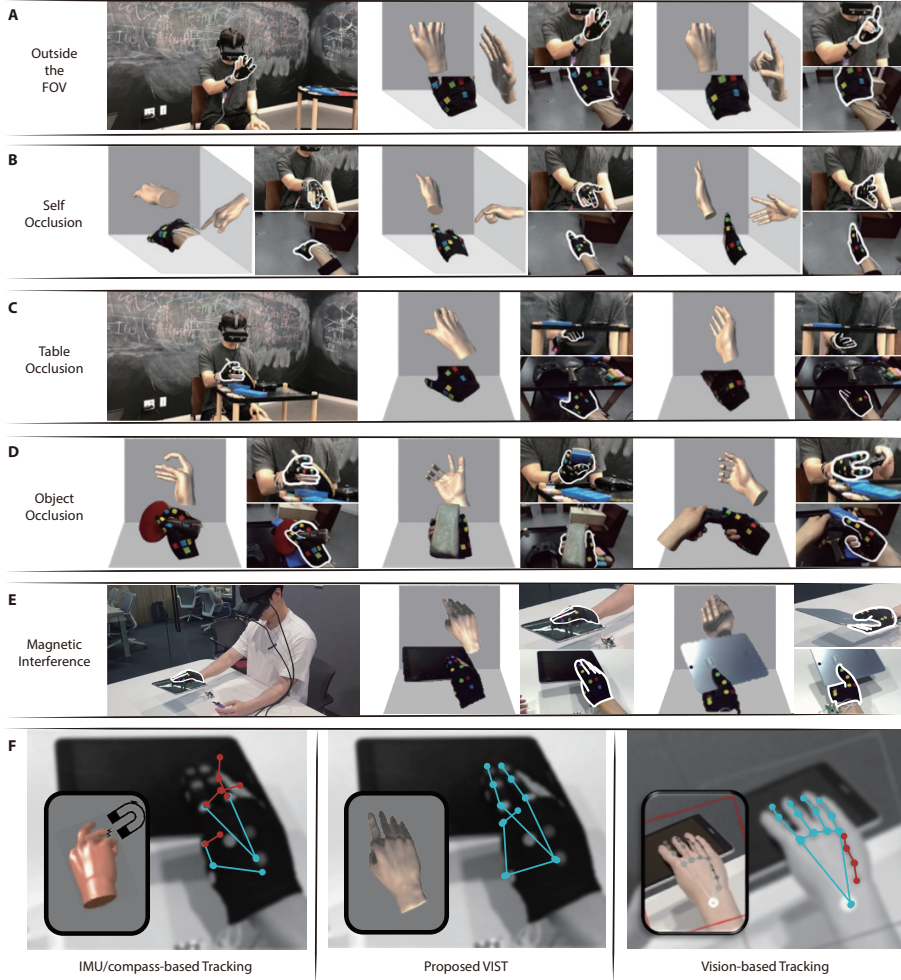 A
Outside
the
FOV
B
Self
Occlusion
C
Table
Occlusion
D
Object
Occlusion
E
Magnetic
Interference
F
IMU/compass-based Tracking
Proposed VIST
Vision-based Tracking